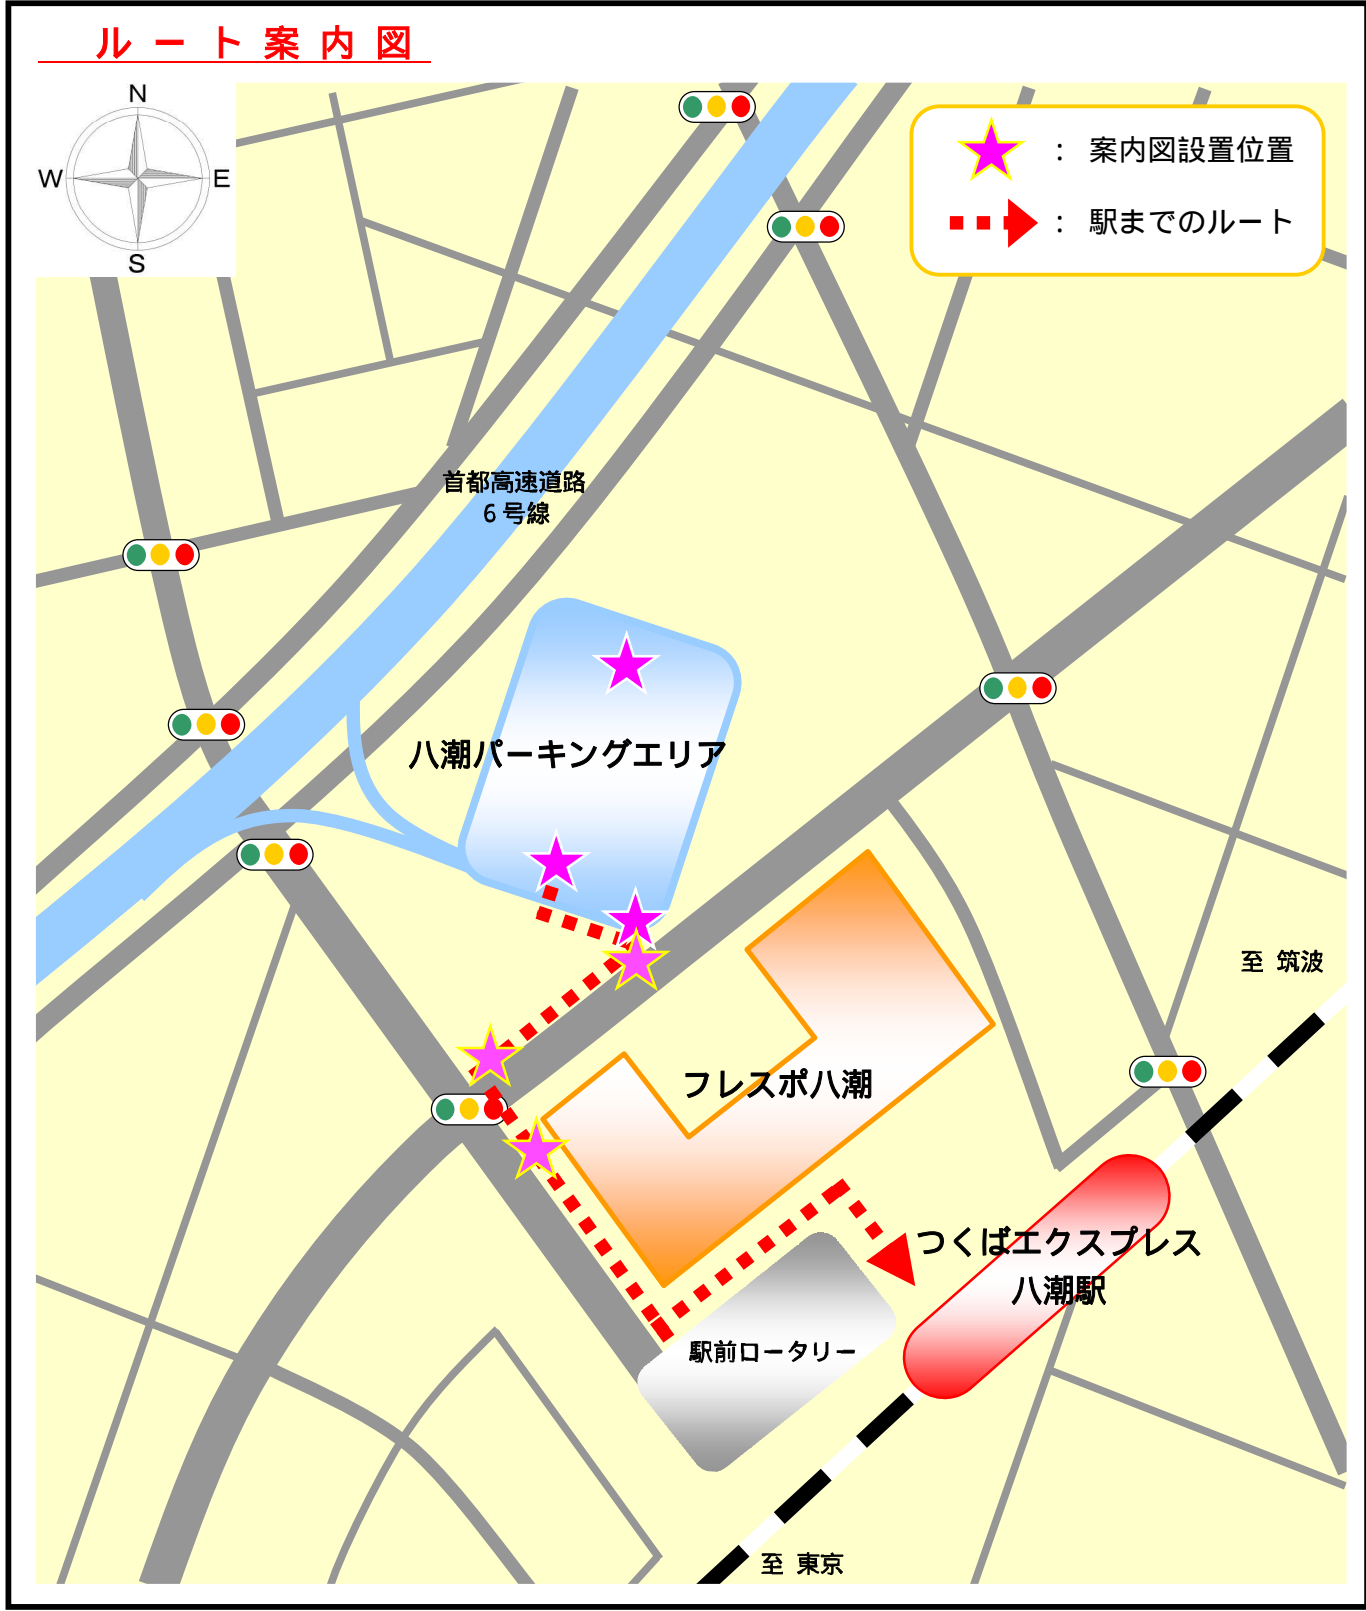 ルート案内図
N
W
E
S
： 案内図設置位置
： 駅までのルート
首都高速道路
６号線
八潮パーキングエリア
至 筑波
フレスポ八潮
つくばエクスプレス
八潮駅
駅前ロータリー
至 東京